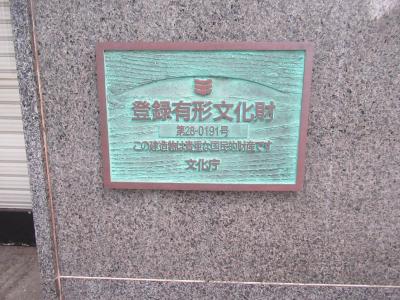 登録有形文化財
第28-0191号
この建造物は貴重な国民的財産です
文化庁